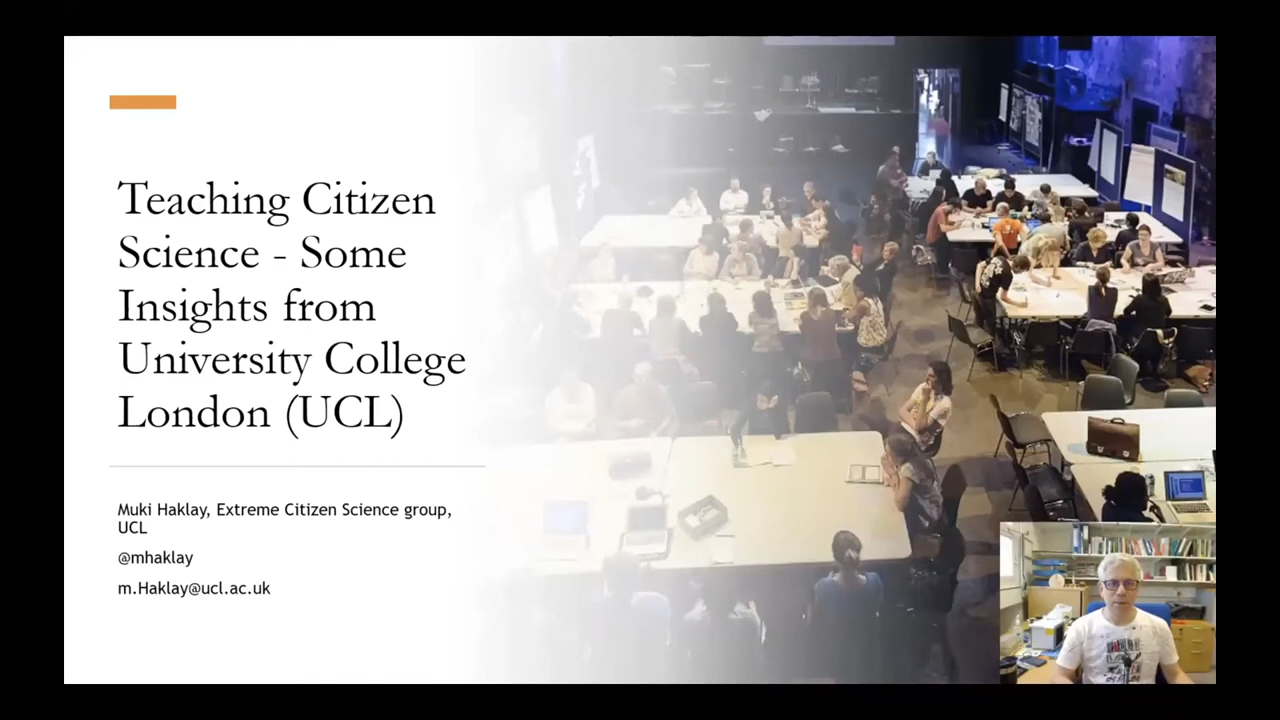 Teaching Citizen
Science - Some
Insights from
University College
London (UCL)
Muki Haklay, Extreme Citizen Science group,
UCL
@mhaklay
m.Haklay@ucl.ac.uk